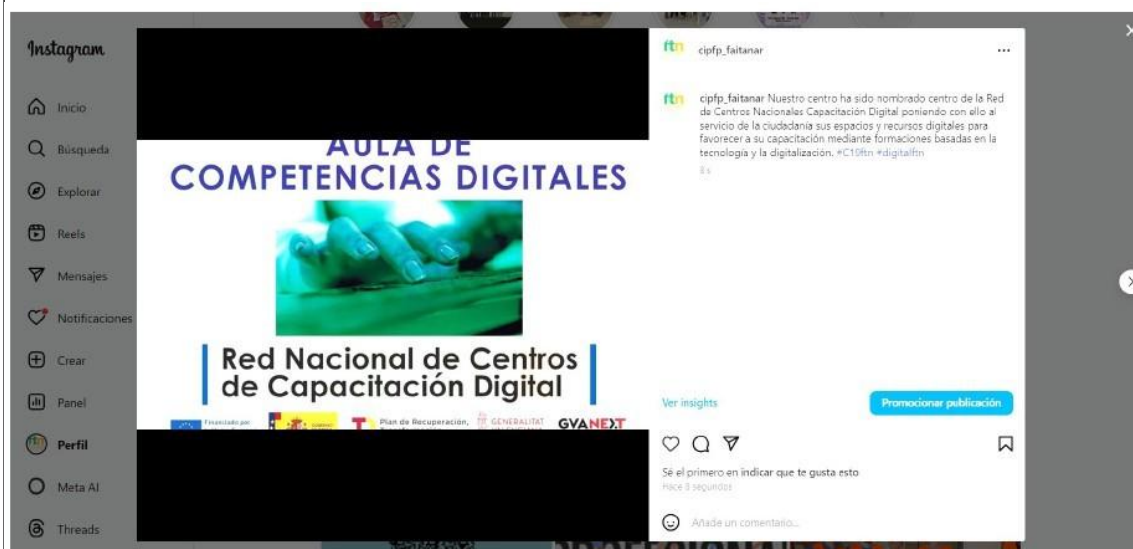 Instagram
Inicio
Búsqueda
Explorar
Reels
Mensajes
Notificaciones
Crear
Panel
Perfil
Meta AI
Threads
AULA DE
COMPETENCIAS DIGITALES
Red Nacional de Centros
de Capacitación Digital
Financiado por
Plan de Recuperación,
GENERALITAT
GVANEXT
ftn
cipfp_faitanar
ftn
cipfp_faitanar Nuestro centro ha sido nombrado centro de la Red
de Centros Nacionales Capacitación Digital poniendo con ello al
servicio de la ciudadanía sus espacios y recursos digitales para
favorecer a su capacitación mediante formaciones basadas en la
tecnología y la digitalización. #C19ftn #digitalftn
8 s
Ver insights
Promocionar publicación
Sé el primero en indicar que te gusta esto
Hace 8 segundos
Añade un comentario...